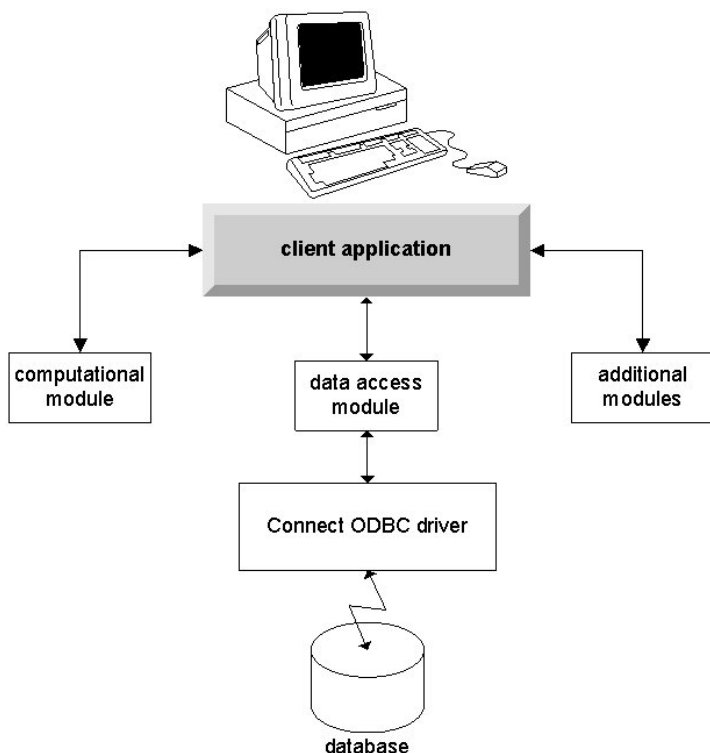 client application
computational
module
data access
module
additional
modules
Connect ODBC driver
database